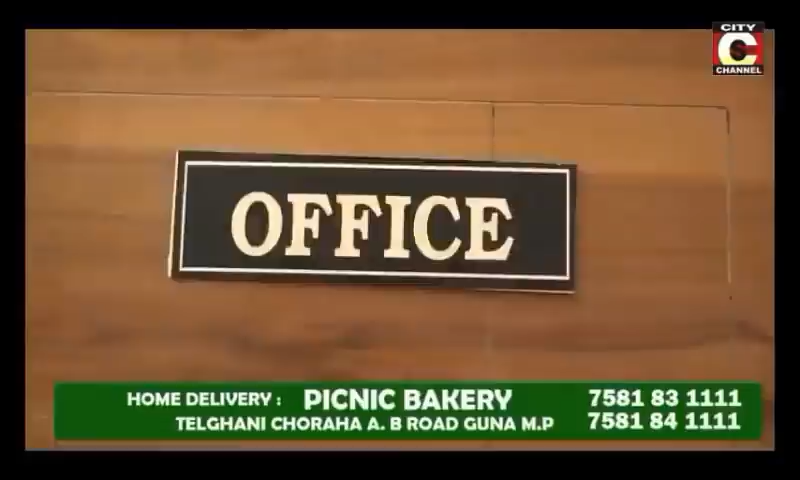 CITY
C
CHANNEL
OFFICE
HOME DELIVERY : PICNIC BAKERY 7581 83 1111
TELGHANI CHORAHA A. B ROAD GUNA M.P 7581 84 1111